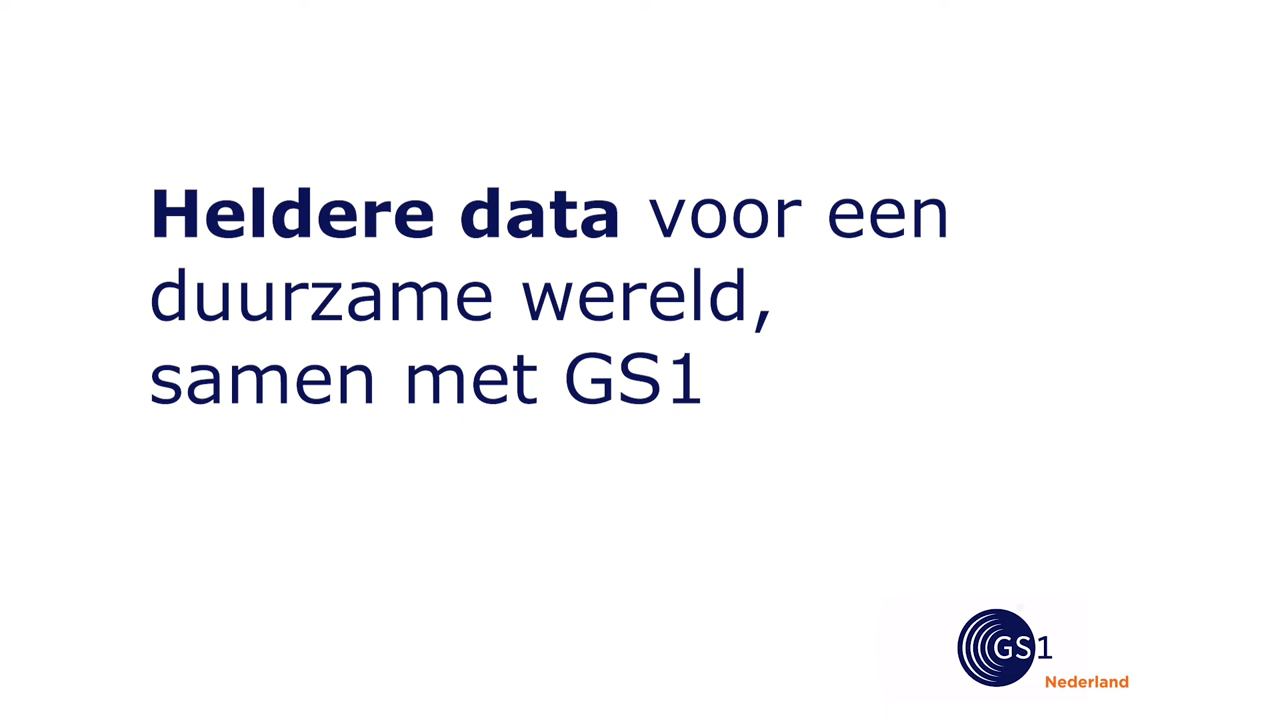 Heldere data voor een
duurzame wereld,
samen met GS1
GS1
Nederland